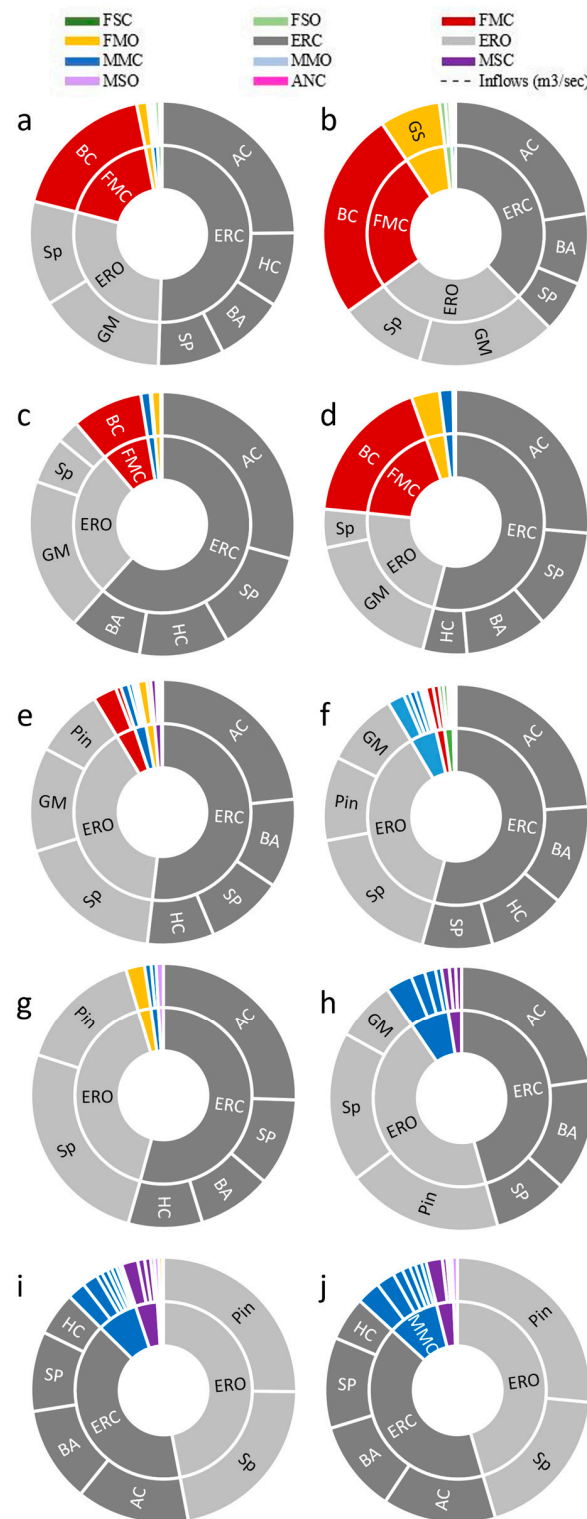 FSC FSO FMC
FMO ERC ERO
MMC MMO MSC
MSO ANC Inflows (m3/sec)
a
AC
HC
BA
SP
GM
Sp
BC
ERC
ERO
FMC
b
AC
BA
SP
GM
Sp
BC
GS
ERC
ERO
FMC
c
AC
SP
HC
BA
GM
Sp
BC
ERC
ERO
FMC
d
AC
SP
BA
HC
GM
Sp
BC
ERC
ERO
FMC
e
AC
BA
SP
HC
Sp
GM
Pin
ERC
ERO
f
AC
BA
HC
SP
Sp
Pin
GM
ERC
ERO
g
AC
SP
BA
HC
Sp
Pin
ERC
ERO
h
AC
BA
SP
Pin
Sp
GM
ERC
ERO
i
Pin
Sp
AC
BA
SP
HC
ERO
ERC
j
Pin
Sp
AC
BA
SP
HC
ERO
ERC
MMC